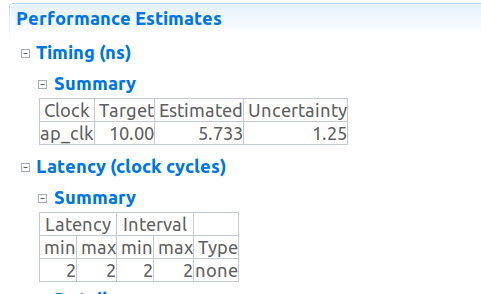 Performance Estimates
Timing (ns)
Summary
Clock Target Estimated Uncertainty
ap_clk 10.00 5.733 1.25
Latency (clock cycles)
Summary
Latency Interval
min max min max Type
2 2 2 2 none